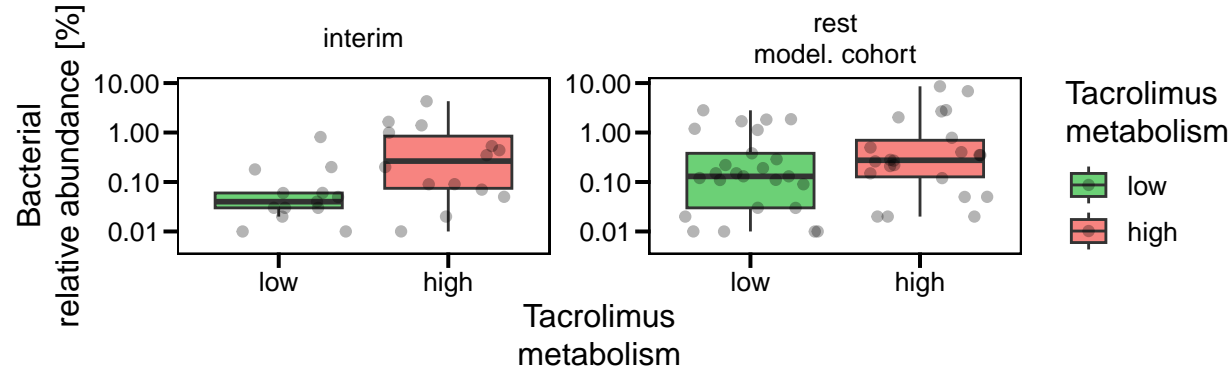 interim
rest
model. cohort
Bacterial
relative abundance [%]
10.00
1.00
0.10
0.01
10.00
1.00
0.10
0.01
low
high
low
high
Tacrolimus
metabolism
Tacrolimus
metabolism
low
high